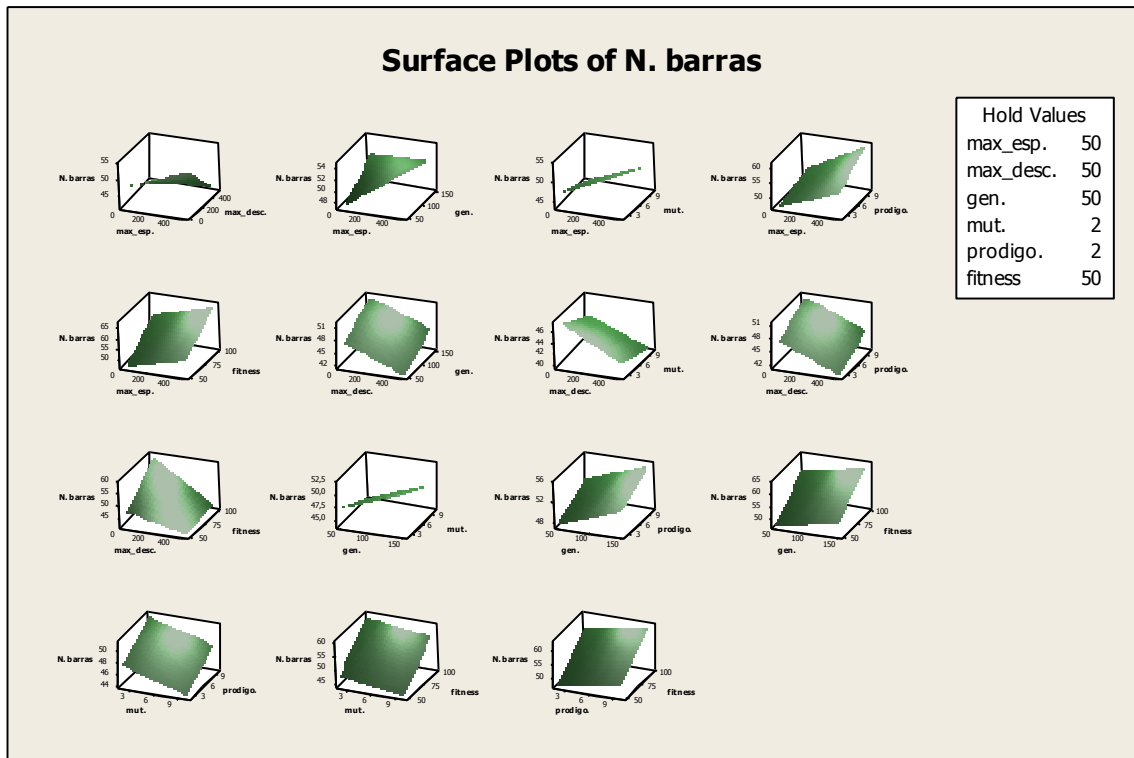 Surface Plots of N. barras
Hold Values
max_esp. 50
max_desc. 50
gen. 50
mut. 2
prodigo. 2
fitness 50
N. barras
55
50
45
0
200
400
max_esp.
0
200
400
max_desc.
N. barras
54
52
50
48
0
200
400
max_esp.
50
100
150
gen.
N. barras
55
50
45
0
200
400
max_esp.
3
6
9
mut.
N. barras
60
55
50
0
200
400
max_esp.
3
6
9
prodigo.
N. barras
65
60
55
50
0
200
400
max_esp.
50
75
100
fitness
N. barras
51
48
45
42
0
200
400
max_desc.
50
100
150
gen.
N. barras
46
44
42
40
0
200
400
max_desc.
3
6
9
mut.
N. barras
51
48
45
42
0
200
400
max_desc.
3
6
9
prodigo.
N. barras
60
55
50
45
0
200
400
max_desc.
50
75
100
fitness
N. barras
52,5
50,0
47,5
45,0
50
100
150
gen.
3
6
9
mut.
N. barras
56
52
48
50
100
150
gen.
3
6
9
prodigo.
N. barras
65
60
55
50
50
100
150
gen.
50
75
100
fitness
N. barras
50
48
46
44
3
6
9
mut.
3
6
9
prodigo.
N. barras
60
55
50
45
3
6
9
mut.
50
75
100
fitness
N. barras
60
55
50
3
6
9
prodigo.
50
75
100
fitness